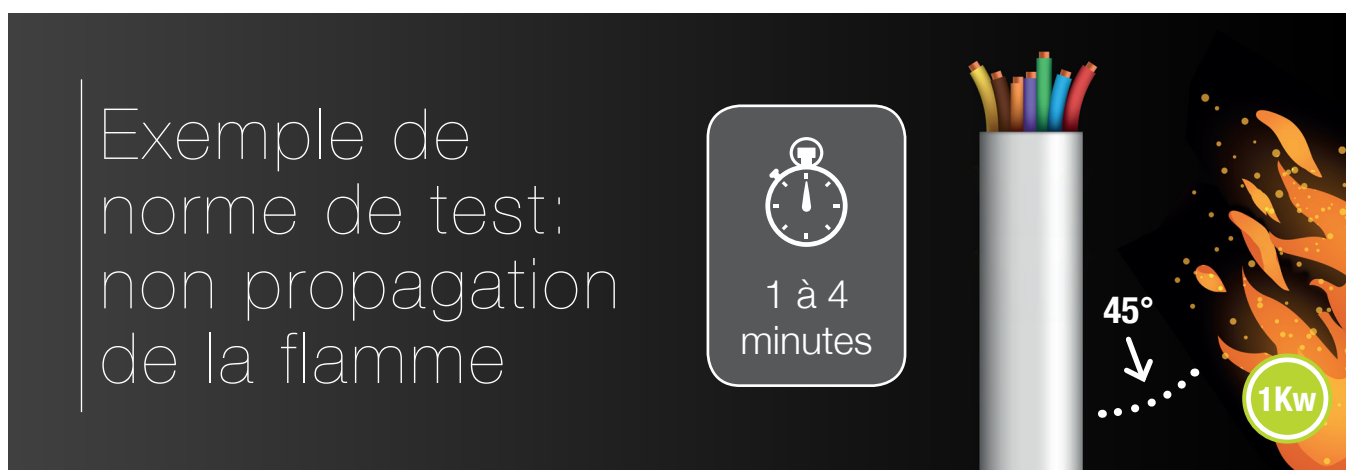 Exemple de
norme de test:
non propagation
de la flamme
1 à 4
minutes
45°
1Kw